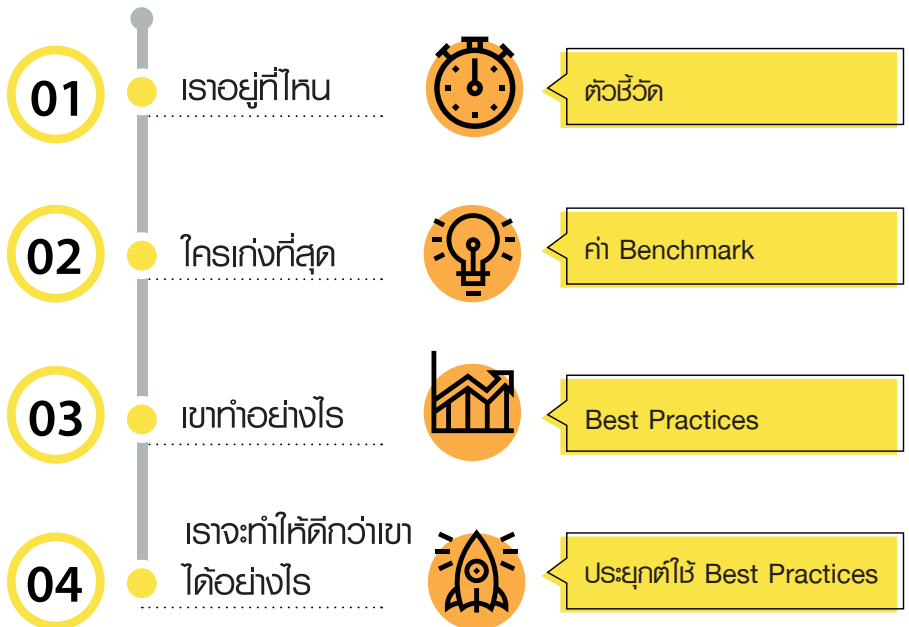 01
เราอยู่ที่ไหน
ตัวชี้วัด
02
ใครเก่งที่สุด
ค่า Benchmark
03
เขาทำอย่างไร
Best Practices
04
เราจะทำให้ดีกว่าเขา
ได้อย่างไร
ประยุกต์ใช้ Best Practices